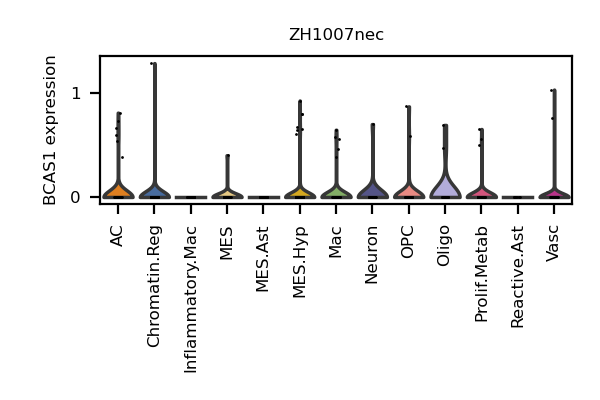 ZH1007nec
BCAS1 expression
1
0
AC
Chromatin.Reg
Inflammatory.Mac
MES
MES.Ast
MES.Hyp
Mac
Neuron
OPC
Oligo
Prolif.Metab
Reactive.Ast
Vasc